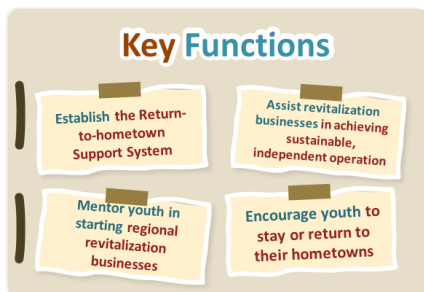 Key Functions
Establish the Return-
to-hometown
Support System
Assist revitalization
businesses in achieving
sustainable,
independent operation
Mentor youth in
starting regional
revitalization
businesses
Encourage youth to
stay or return to
their hometowns